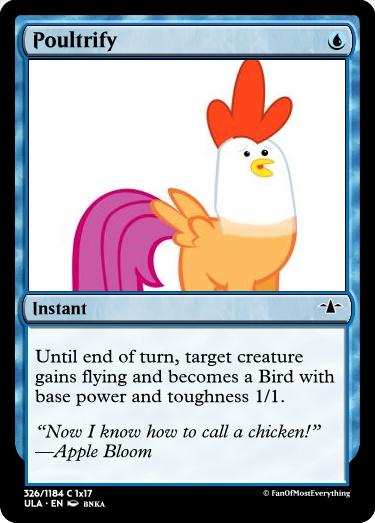 Poultrify
Instant
Until end of turn, target creature
gains flying and becomes a Bird with
base power and toughness 1/1.
“Now I know how to call a chicken!”
—Apple Bloom
326/1184 C 1x17
ULA • EN BNKA
© FanOfMostEverything